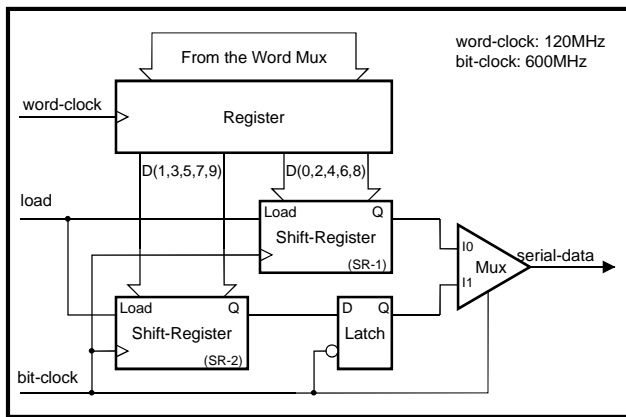 From the Word Mux
word-clock: 120MHz
bit-clock: 600MHz
word-clock
Register
D(1,3,5,7,9)
D(0,2,4,6,8)
load
Load
Q
Shift-Register
(SR-1)
I0
I1
Mux
serial-data
Load
Q
Shift-Register
(SR-2)
D
Q
Latch
bit-clock